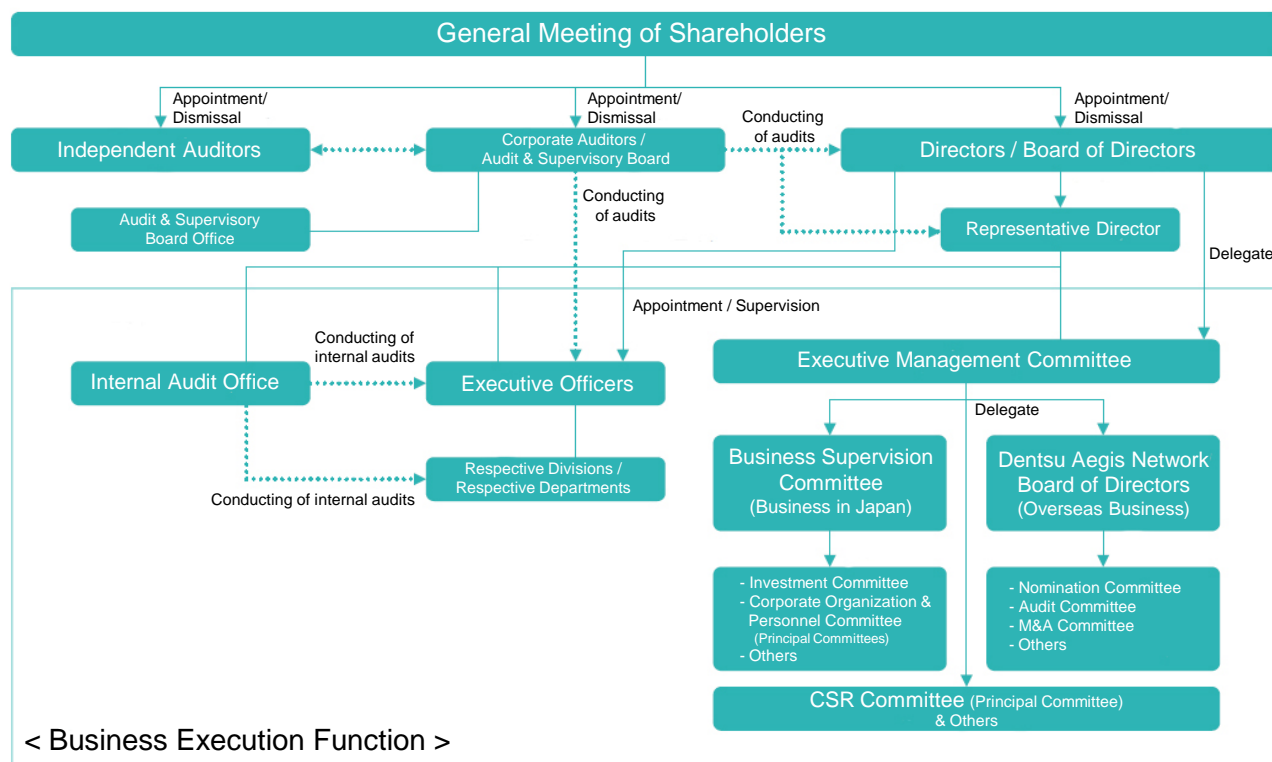 General Meeting of Shareholders
Appointment/
Dismissal
Appointment/
Dismissal
Appointment/
Dismissal
Conducting
of audits
Independent Auditors
Corporate Auditors /
Audit & Supervisory Board
Directors / Board of Directors
Conducting
of audits
Audit & Supervisory
Board Office
Representative Director
Delegate
Appointment / Supervision
Conducting of
internal audits
Internal Audit Office
Executive Officers
Executive Management Committee
Delegate
Business Supervision
Committee
(Business in Japan)
Dentsu Aegis Network
Board of Directors
(Overseas Business)
Respective Divisions /
Respective Departments
Conducting of internal audits
- Investment Committee
- Corporate Organization &
Personnel Committee
(Principal Committees)
- Others
- Nomination Committee
- Audit Committee
- M&A Committee
- Others
CSR Committee (Principal Committee)
& Others
< Business Execution Function >